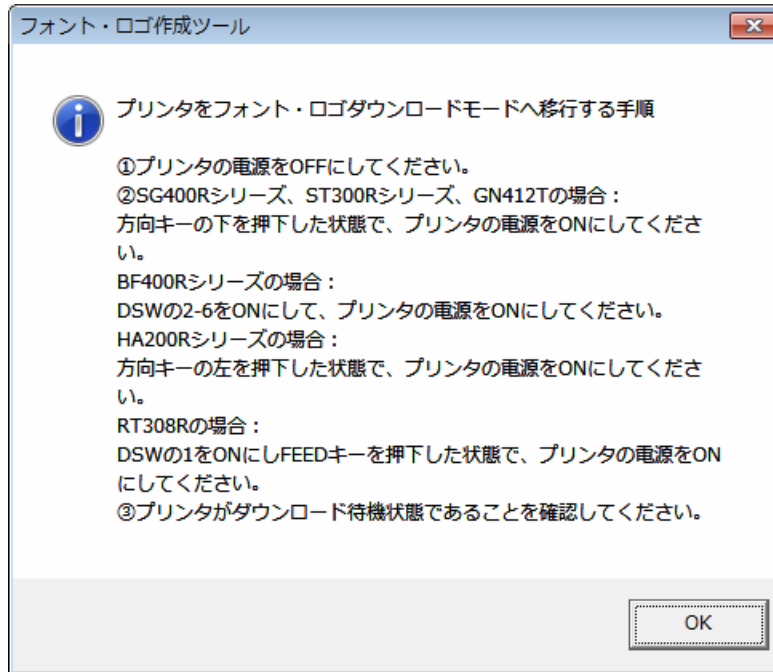 フォント・ロゴ作成ツール
プリンタをフォント・ロゴダウンロードモードへ移行する手順
①プリンタの電源をOFFにしてください。
②SG400Rシリーズ、ST300Rシリーズ、GN412Tの場合：
方向キーの下を押下した状態で、プリンタの電源をONにしてくださ
い。
BF400Rシリーズの場合：
DSWの2-6をONにして、プリンタの電源をONにしてください。
HA200Rシリーズの場合：
方向キーの左を押下した状態で、プリンタの電源をONにしてくださ
い。
RT308Rの場合：
DSWの1をONにしFEEDキーを押下した状態で、プリンタの電源をON
にしてください。
③プリンタがダウンロード待機状態であることを確認してください。
OK